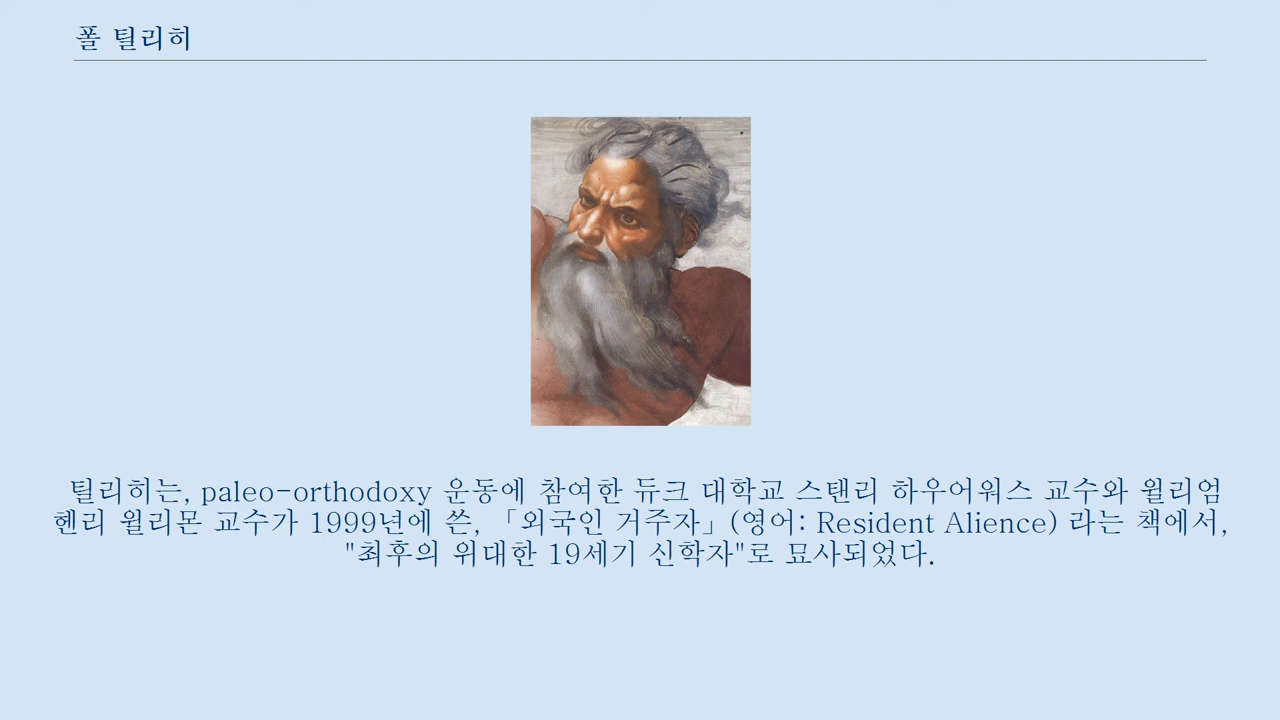 폴 틸리히
틸리히는, paleo-orthodoxy 운동에 참여한 듀크 대학교 스탠리 하우어워스 교수와 윌리엄
헨리 윌리몬 교수가 1999년에 쓴, 「외국인 거주자」(영어: Resident Alience) 라는 책에서,
"최후의 위대한 19세기 신학자"로 묘사되었다.